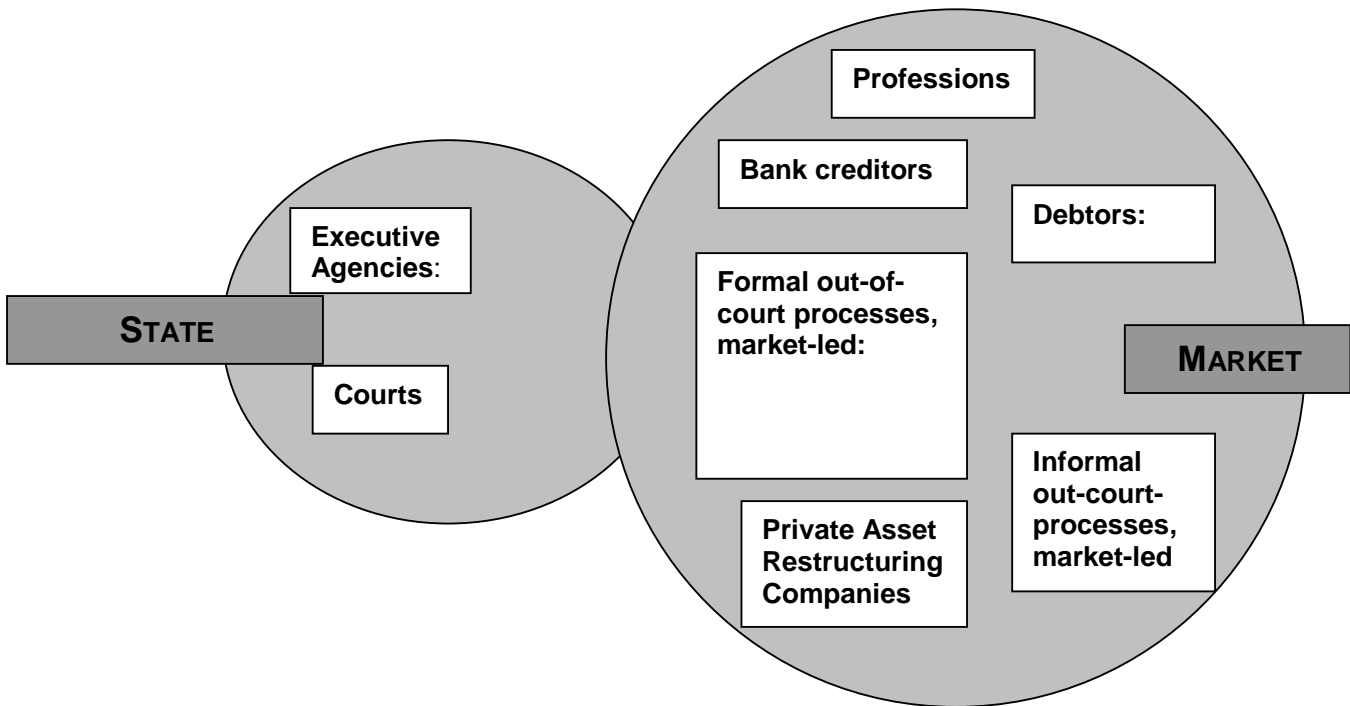 Professions
Bank creditors
Debtors:
Executive
Agencies:
Formal out-of-
court processes,
market-led:
STATE
MARKET
Courts
Informal
out-court-
processes,
market-led
Private Asset
Restructuring
Companies